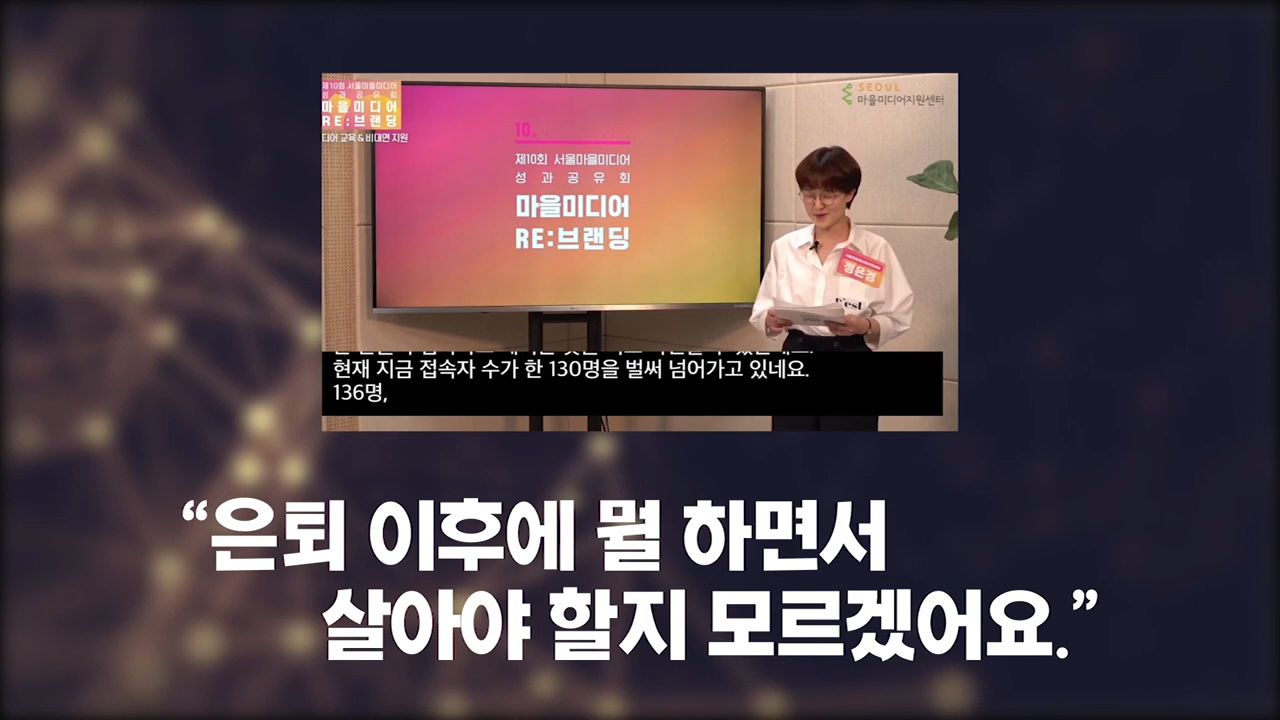 제10회 서울마을미디어
성과공유회
마을미디어
RE:브랜딩
디어 교육 & 비대면 지원
SEOUL
마을미디어지원센터
10.
제10회 서울마을미디어
성과공유회
마을미디어
RE:브랜딩
정은경
c'est
현재 지금 접속자 수가 한 130명을 벌써 넘어가고 있네요.
136명,
“은퇴 이후에 뭘 하면서
살아야 할지 모르겠어요.”